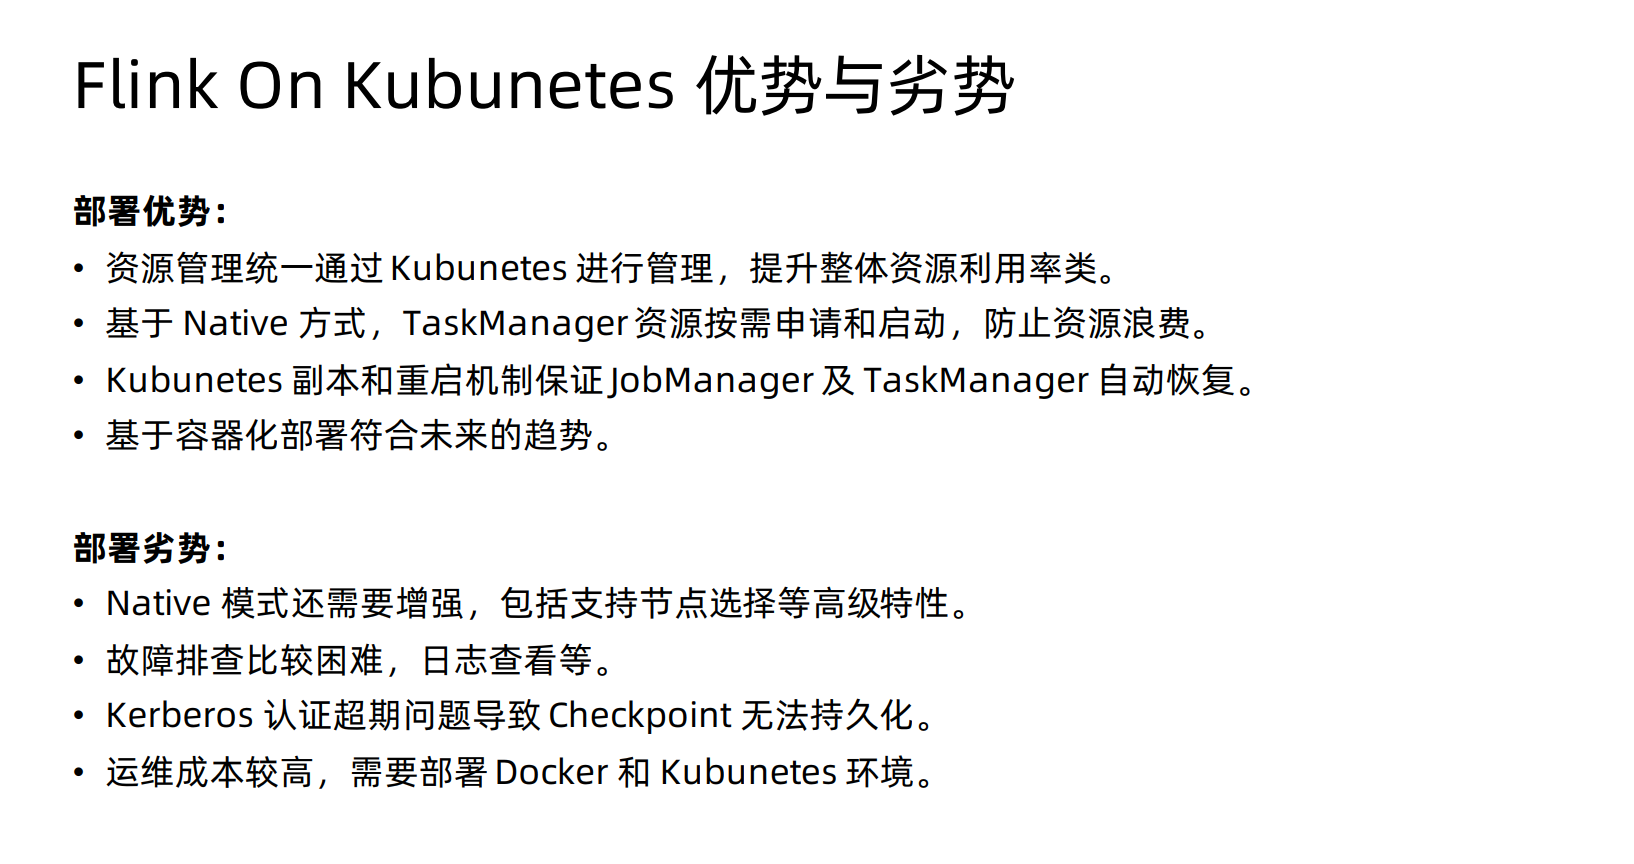 Flink On Kubunetes 优势与劣势
部署优势：
• 资源管理统一通过 Kubunetes 进行管理，提升整体资源利用率类。
• 基于 Native 方式，TaskManager 资源按需申请和启动，防止资源浪费。
• Kubunetes 副本和重启机制保证 JobManager 及 TaskManager 自动恢复。
• 基于容器化部署符合未来的趋势。
部署劣势：
• Native 模式还需要增强，包括支持节点选择等高级特性。
• 故障排查比较困难，日志查看等。
• Kerberos 认证超期问题导致 Checkpoint 无法持久化。
• 运维成本较高，需要部署 Docker 和 Kubunetes 环境。